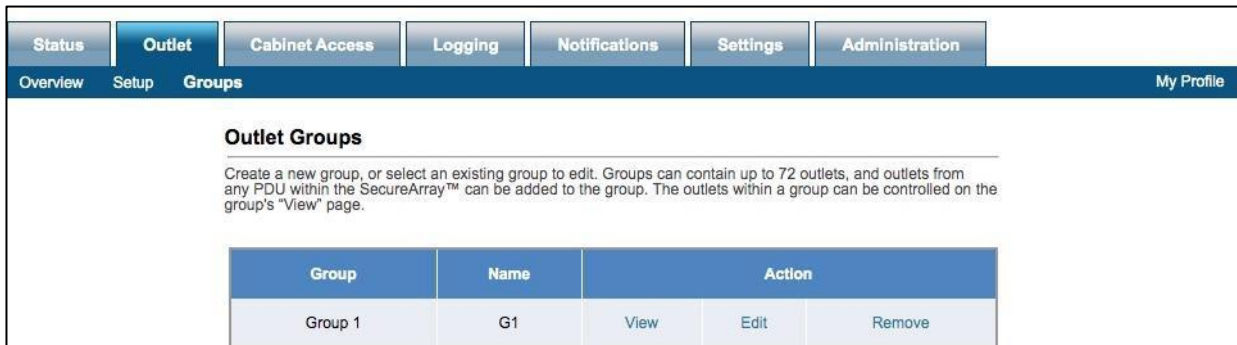 Status Outlet Cabinet Access Logging Notifications Settings Administration
Overview Setup Groups My Profile
Outlet Groups
Create a new group, or select an existing group to edit. Groups can contain up to 72 outlets, and outlets from
any PDU within the SecureArray™ can be added to the group. The outlets within a group can be controlled on the
group's "View" page.
Group Name Action
Group 1 G1 View Edit Remove